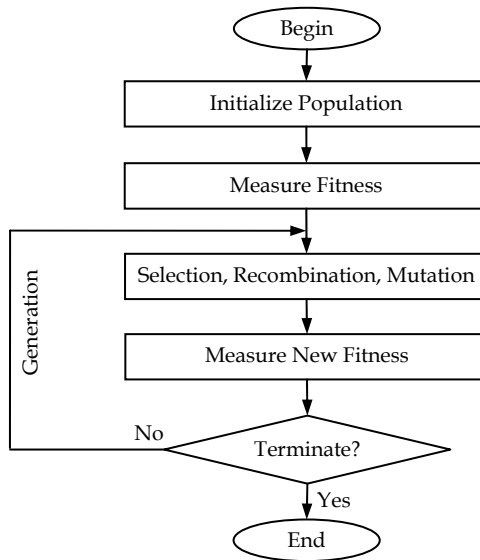 Begin
Initialize Population
Measure Fitness
Selection, Recombination, Mutation
Generation
Measure New Fitness
No
Terminate?
Yes
End